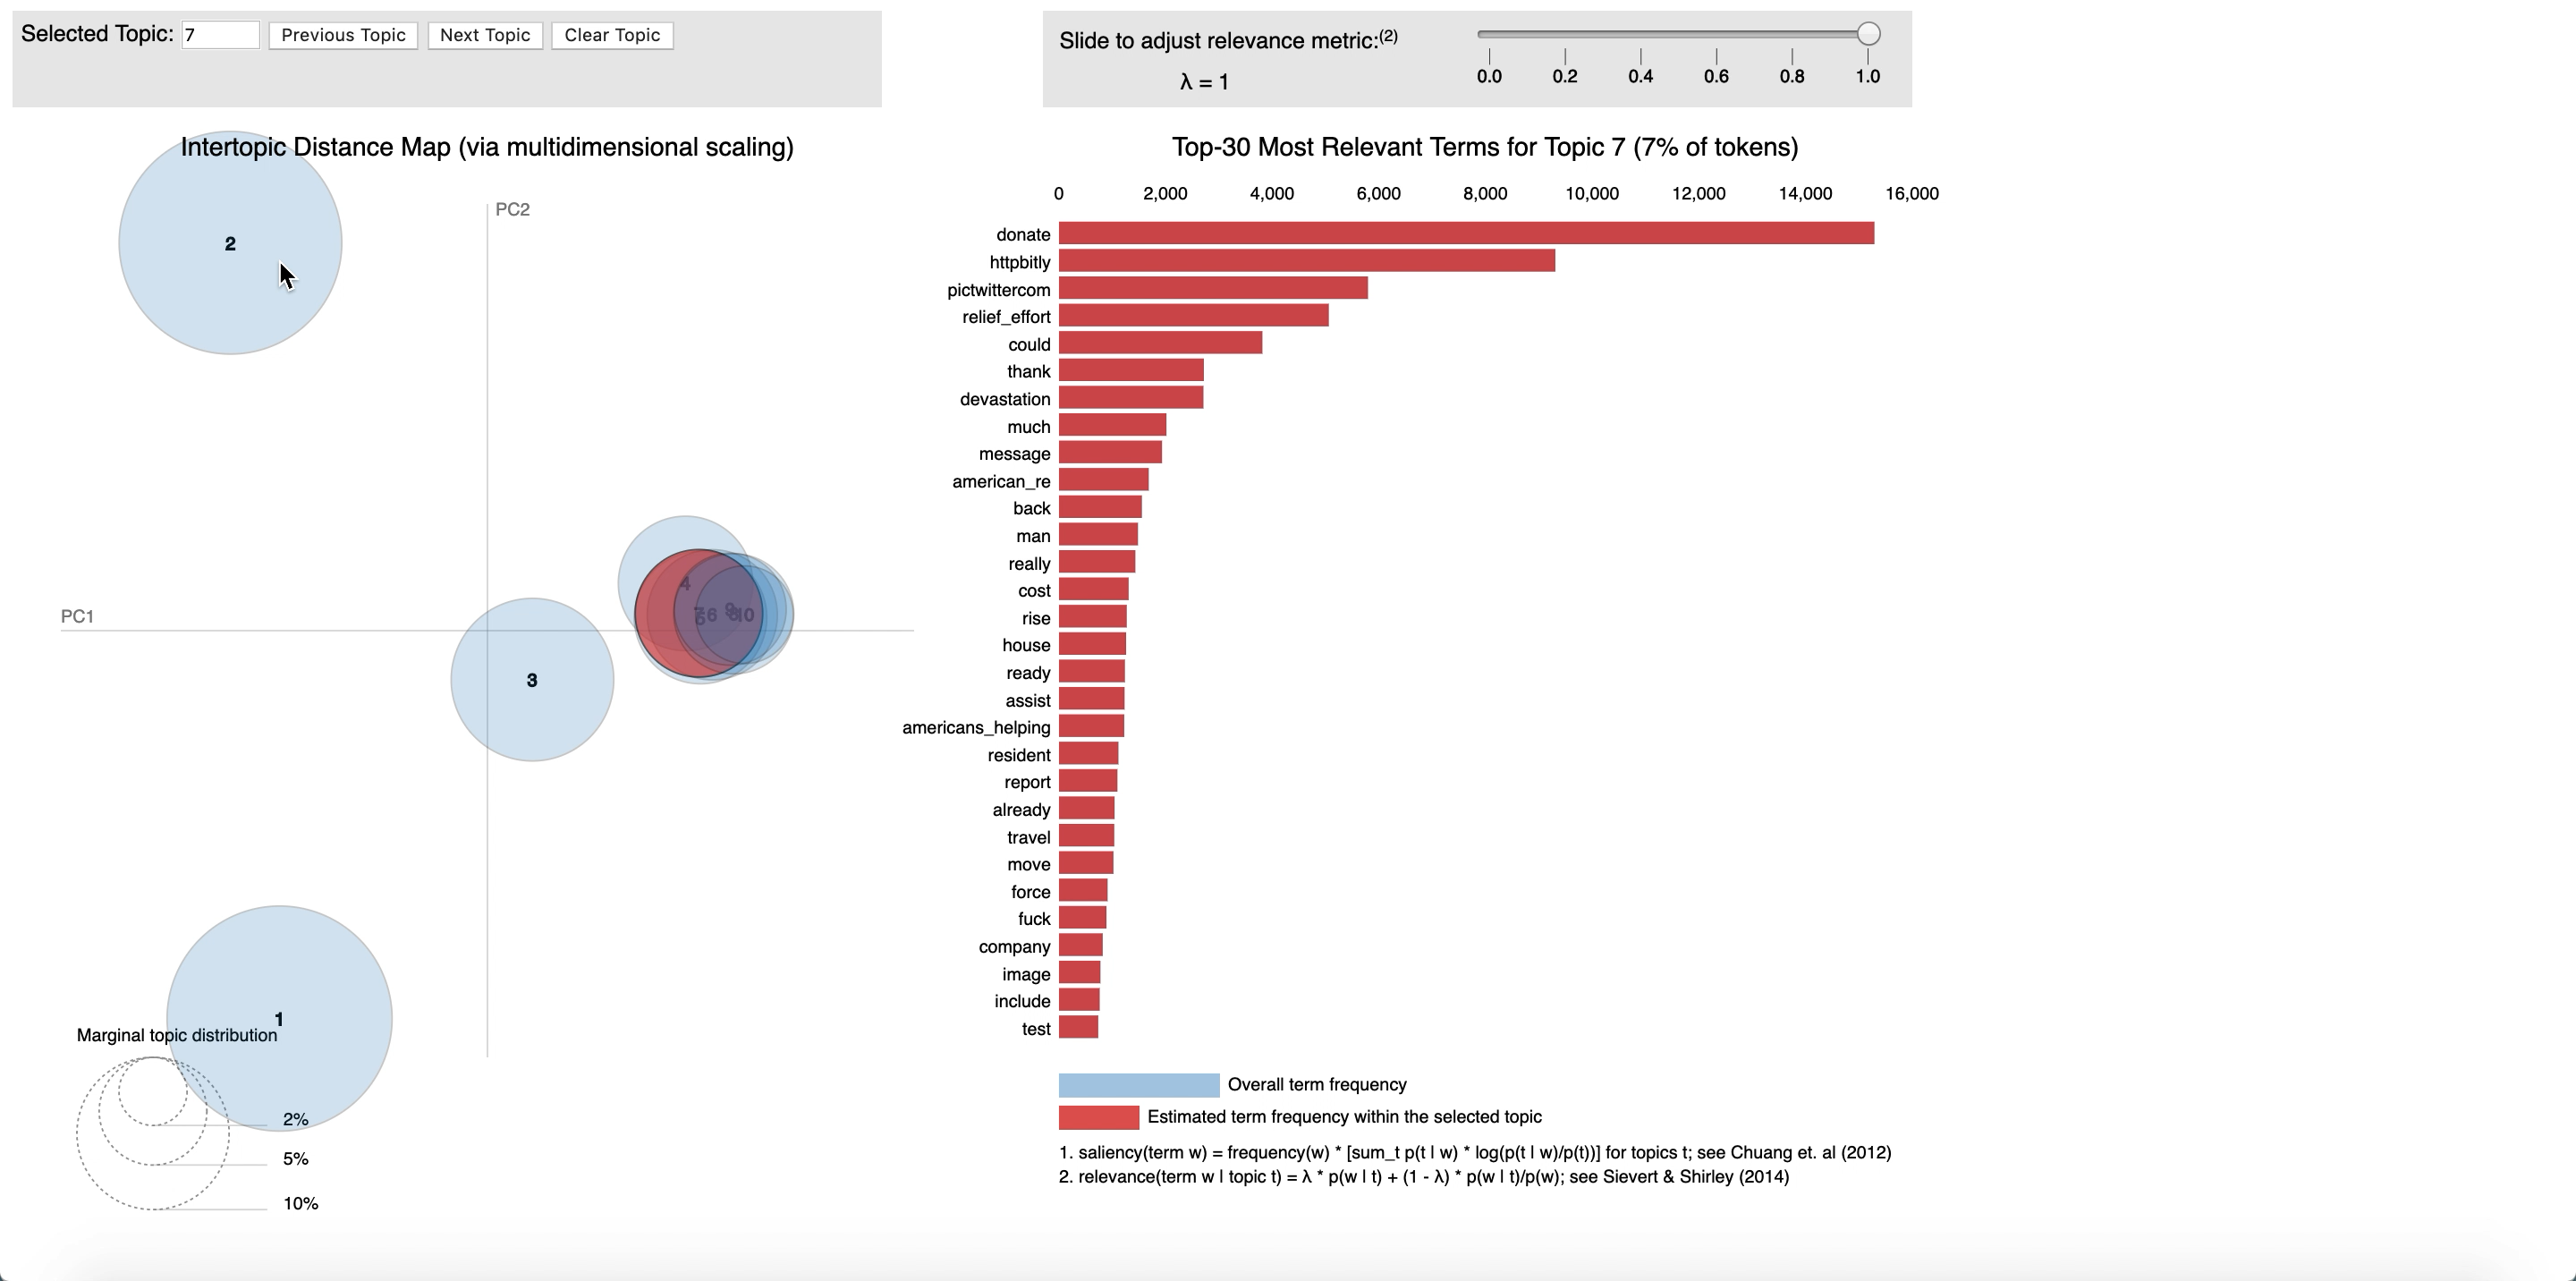 Selected Topic: 7 Previous Topic Next Topic Clear Topic
Slide to adjust relevance metric:(2)
λ = 1
0.0 0.2 0.4 0.6 0.8 1.0
Intertopic Distance Map (via multidimensional scaling)
PC2
PC1
2
4
3
1
Marginal topic distribution
2%
5%
10%
Top-30 Most Relevant Terms for Topic 7 (7% of tokens)
0 2,000 4,000 6,000 8,000 10,000 12,000 14,000 16,000
donate
httpbitly
pictwittercom
relief_effort
could
thank
devastation
much
message
american_re
back
man
really
cost
rise
house
ready
assist
americans_helping
resident
report
already
travel
move
force
fuck
company
image
include
test
Overall term frequency
Estimated term frequency within the selected topic
1. saliency(term w) = frequency(w) * [sum_t p(t | w) * log(p(t | w)/p(t))] for topics t; see Chuang et. al (2012)
2. relevance(term w | topic t) = λ * p(w | t) + (1 - λ) * p(w | t)/p(w); see Sievert & Shirley (2014)